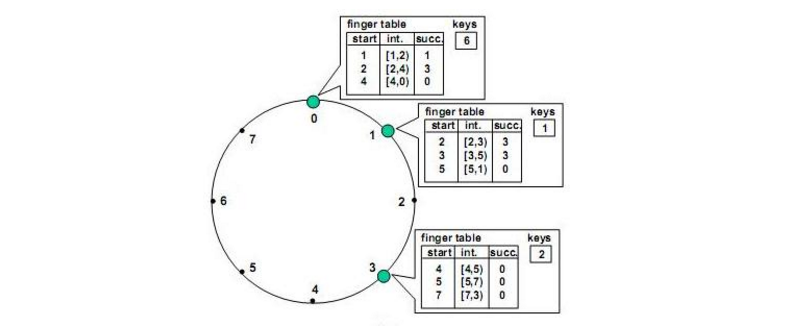 finger table keys
start int. succ. 6
1 [1,2) 1
2 [2,4) 3
4 [4,0) 0
finger table keys
start int. succ. 1
2 [2,3) 3
3 [3,5) 3
5 [5,1) 0
finger table keys
start int. succ. 2
4 [4,5) 0
5 [5,7) 0
7 [7,3) 0
0
1
2
3
4
5
6
7